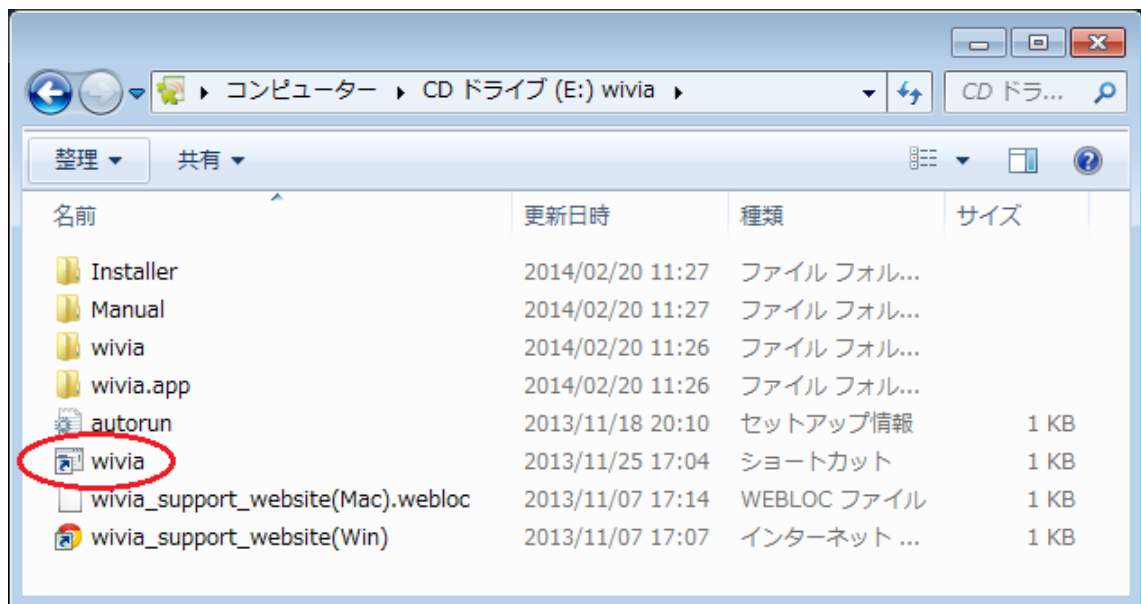 コンピューター ▸ CD ドライブ (E:) wivia ▸ CD ドラ...
整理 ▼ 共有 ▼
名前 更新日時 種類 サイズ
Installer 2014/02/20 11:27 ファイル フォル...
Manual 2014/02/20 11:27 ファイル フォル...
wivia 2014/02/20 11:26 ファイル フォル...
wivia.app 2014/02/20 11:26 ファイル フォル...
autorun 2013/11/18 20:10 セットアップ情報 1 KB
wivia 2013/11/25 17:04 ショートカット 1 KB
wivia_support_website(Mac).webloc 2013/11/07 17:14 WEBLOC ファイル 1 KB
wivia_support_website(Win) 2013/11/07 17:07 インターネット ... 1 KB